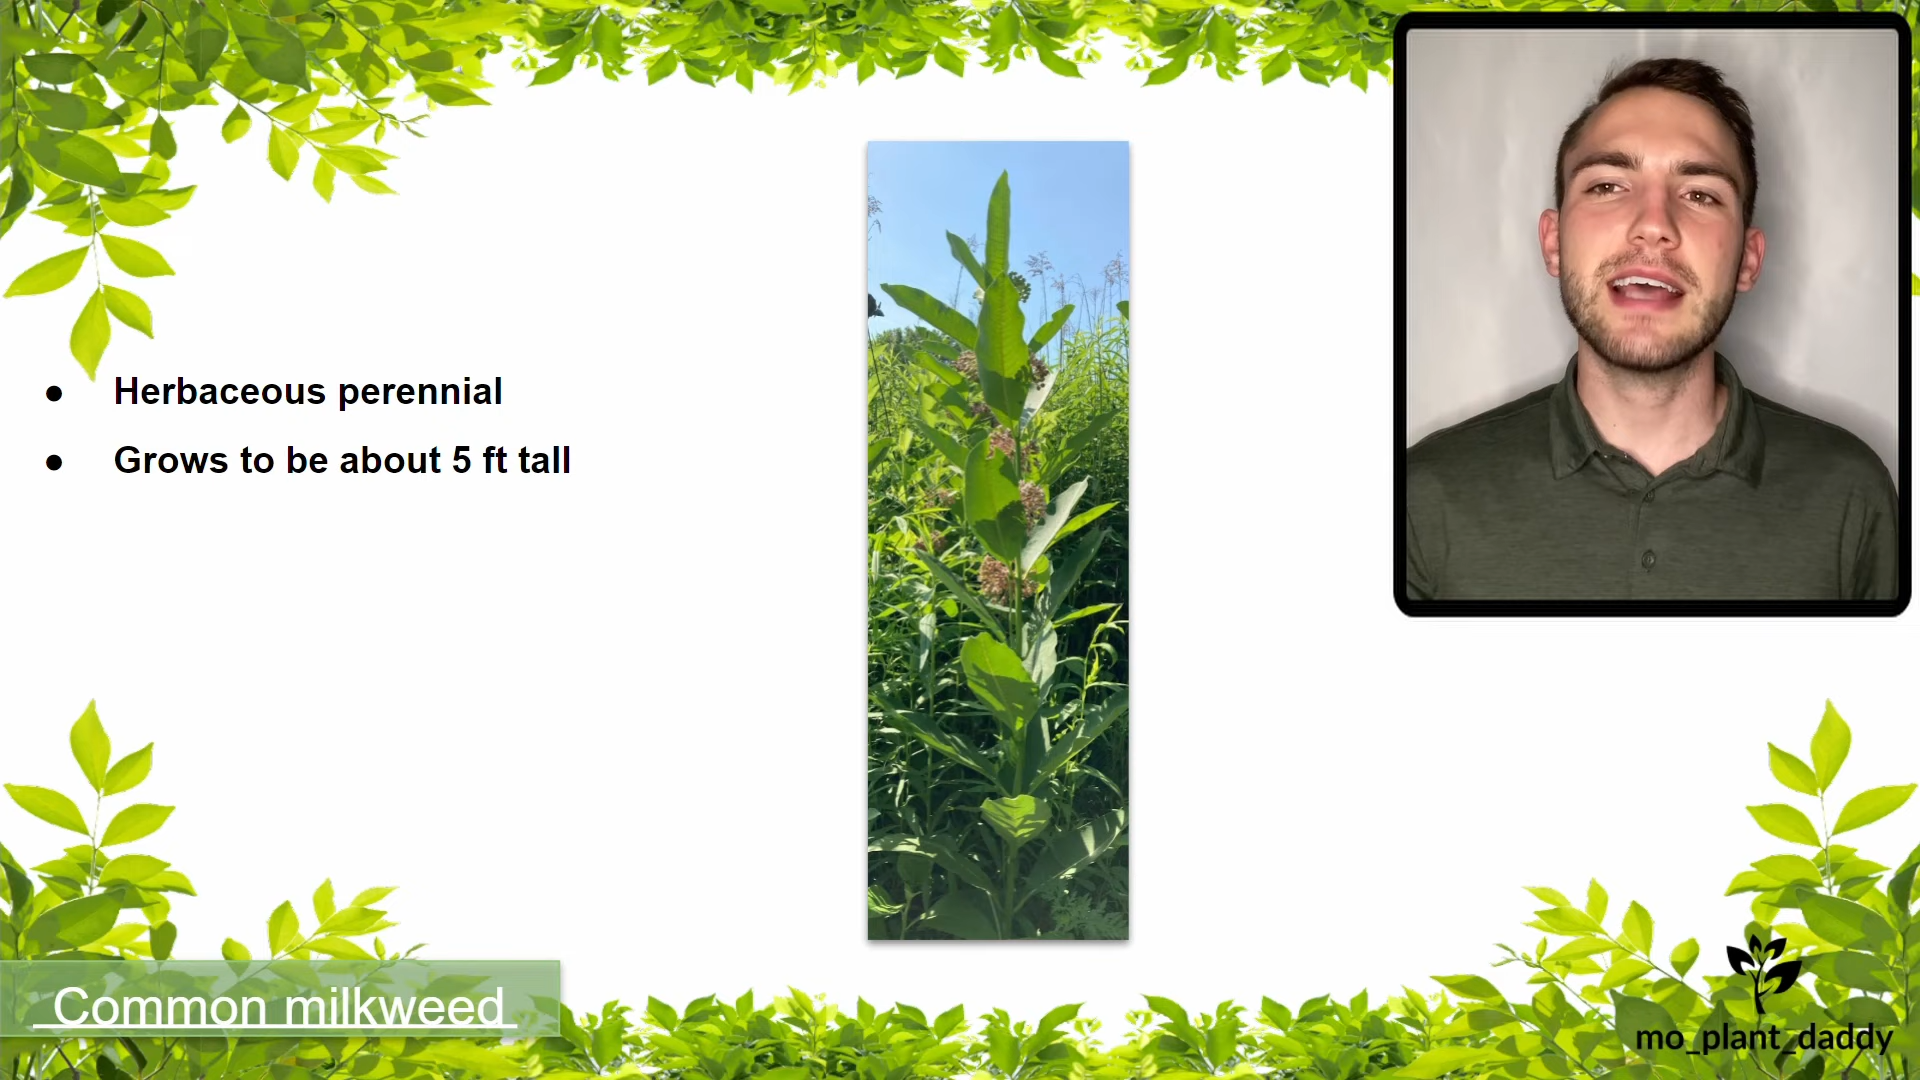 ● Herbaceous perennial
● Grows to be about 5 ft tall
Common milkweed
mo_plant_daddy